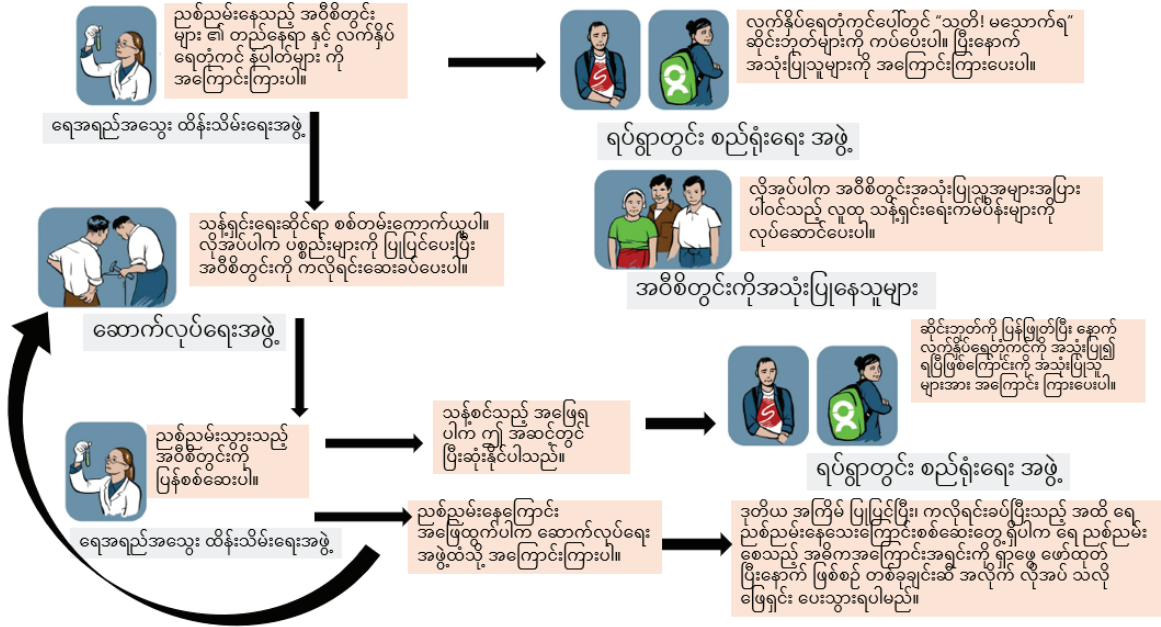 ညစ်ညမ်းနေသည့် အဝီစိတွင်း
များ ၏ တည်နေရာ နှင့် လက်နှိပ်
ရေတုံကင် နံပါတ်များ ကို
အကြောင်းကြားပါ။
ရေအရည်အသွေး ထိန်းသိမ်းရေးအဖွဲ့
လက်နှိပ်ရေတုံကင်ပေါ်တွင် “သတိ! မသောက်ရ”
ဆိုင်းဘုတ်များကို ကပ်ပေးပါ။ ပြီးနောက်
အသုံးပြုသူများကို အကြောင်းကြားပေးပါ။
ရပ်ရွာတွင်း စည်ရုံးရေး အဖွဲ့
လိုအပ်ပါက အဝီစိတွင်းအသုံးပြုသူအများအပြား
ပါဝင်သည့် လူထု သန့်ရှင်းရေးကမ်ပိန်းများကို
လုပ်ဆောင်ပေးပါ။
အဝီစိတွင်းကိုအသုံးပြုနေသူများ
သန့်ရှင်းရေးဆိုင်ရာ စစ်တမ်းကောက်ယူပါ။
လိုအပ်ပါက ပစ္စည်းများကို ပြုပြင်ပေးပြီး
အဝီစိတွင်းကို ကလိုရင်းဆေးခပ်ပေးပါ။
ဆောက်လုပ်ရေးအဖွဲ့
ညစ်ညမ်းသွားသည့်
အဝီစိတွင်းကို
ပြန်စစ်ဆေးပါ။
ရေအရည်အသွေး ထိန်းသိမ်းရေးအဖွဲ့
သန့်စင်သည့် အဖြေရ
ပါက ဤ အဆင့်တွင်
ပြီးဆုံးနိုင်ပါသည်။
ဆိုင်းဘုတ်ကို ပြန်ဖြုတ်ပြီး နောက်
လက်နှိပ်ရေတုံကင်ကို အသုံးပြု၍
ရပြီဖြစ်ကြောင်းကို အသုံးပြုသူ
များအား အကြောင်း ကြားပေးပါ။
ရပ်ရွာတွင်း စည်ရုံးရေး အဖွဲ့
ညစ်ညမ်းနေကြောင်း
အဖြေထွက်ပါက ဆောက်လုပ်ရေး
အဖွဲ့ထံသို့ အကြောင်းကြားပါ။
ဒုတိယ အကြိမ် ပြုပြင်ပြီး၊ ကလိုရင်းခပ်ပြီးသည့် အထိ ရေ
ညစ်ညမ်းနေသေးကြောင်းစစ်ဆေးတွေ့ရှိပါက ရေ ညစ်ညမ်း
စေသည့် အဓိကအကြောင်းအရင်းကို ရှာဖွေ ဖော်ထုတ်
ပြီးနောက် ဖြစ်စဉ် တစ်ခုချင်းဆီ အလိုက် လိုအပ် သလို
ဖြေရှင်း ပေးသွားရပါမည်။